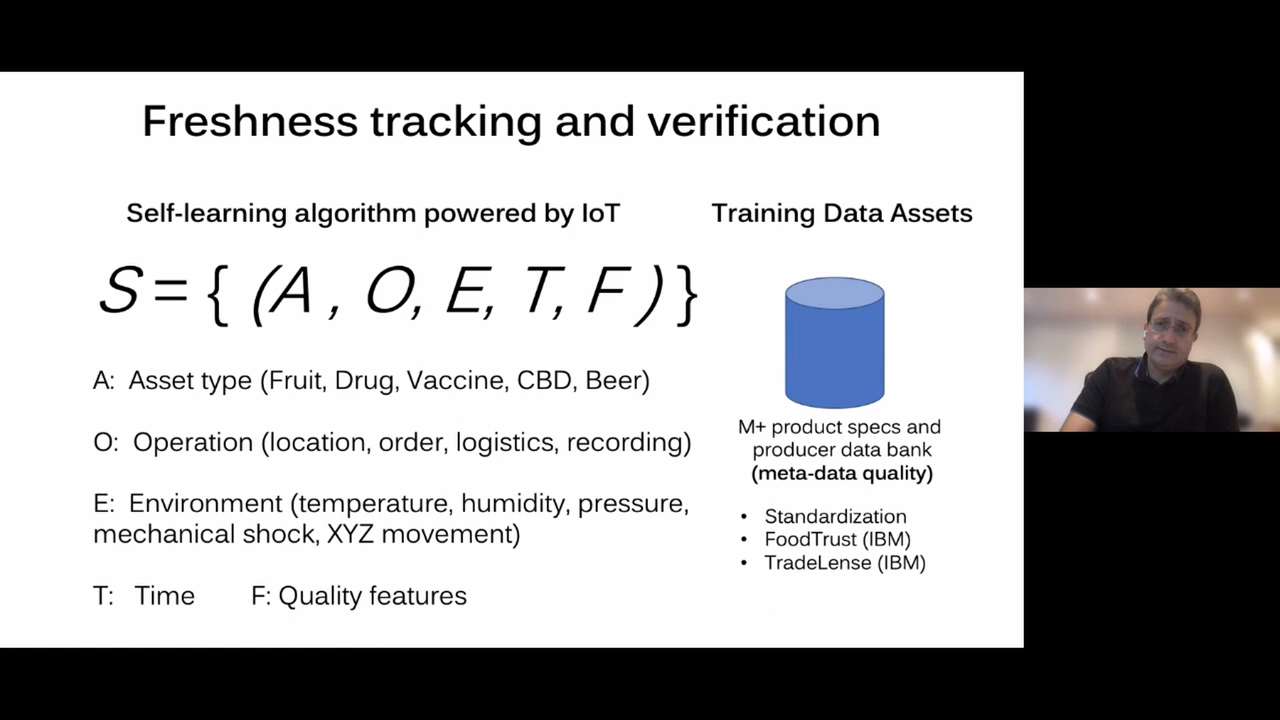 Freshness tracking and verification
Self-learning algorithm powered by IoT
S = { (A , O, E, T, F ) }
A: Asset type (Fruit, Drug, Vaccine, CBD, Beer)
O: Operation (location, order, logistics, recording)
E: Environment (temperature, humidity, pressure,
mechanical shock, XYZ movement)
T: Time F: Quality features
Training Data Assets
M+ product specs and
producer data bank
(meta-data quality)
• Standardization
• FoodTrust (IBM)
• TradeLense (IBM)